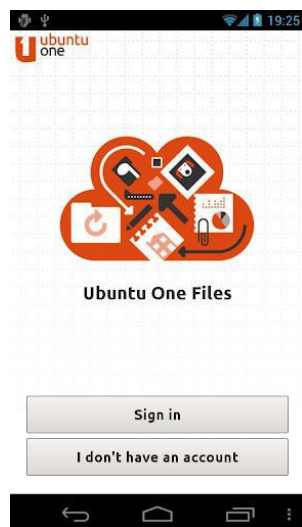 19:25
ubuntu
one
Ubuntu One Files
Sign in
I don't have an account